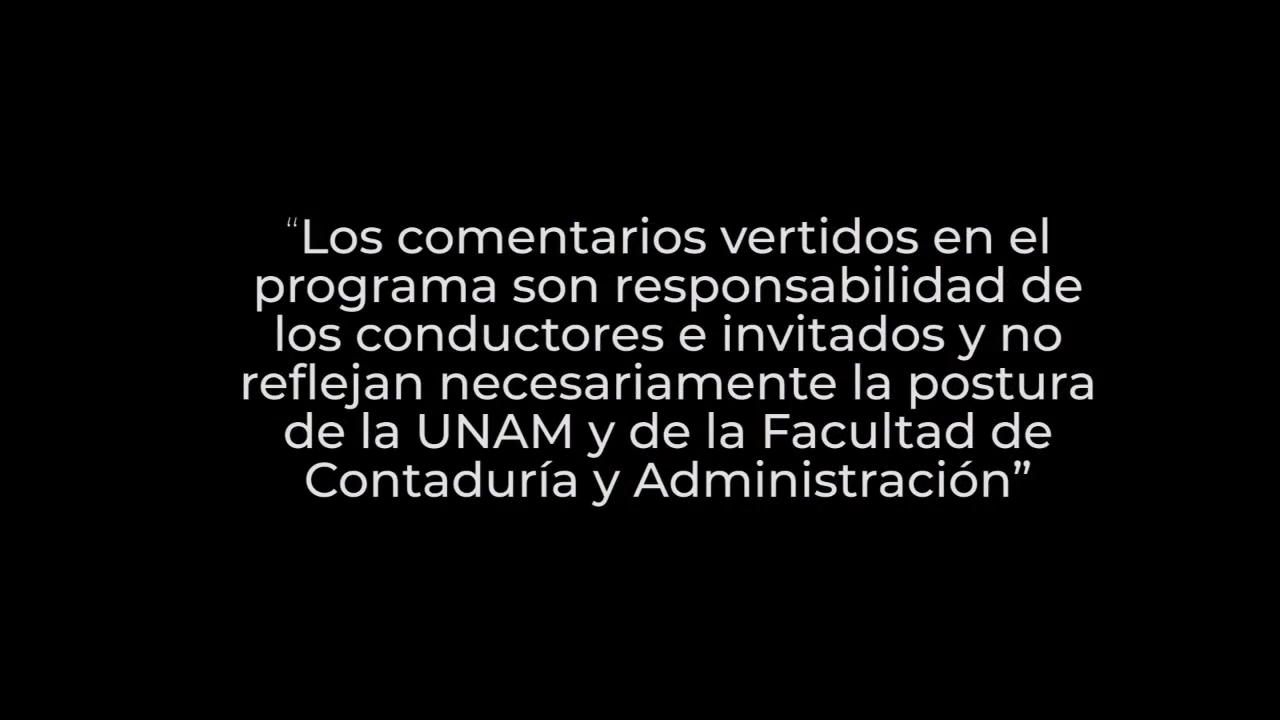 “Los comentarios vertidos en el
programa son responsabilidad de
los conductores e invitados y no
reflejan necesariamente la postura
de la UNAM y de la Facultad de
Contaduría y Administración”